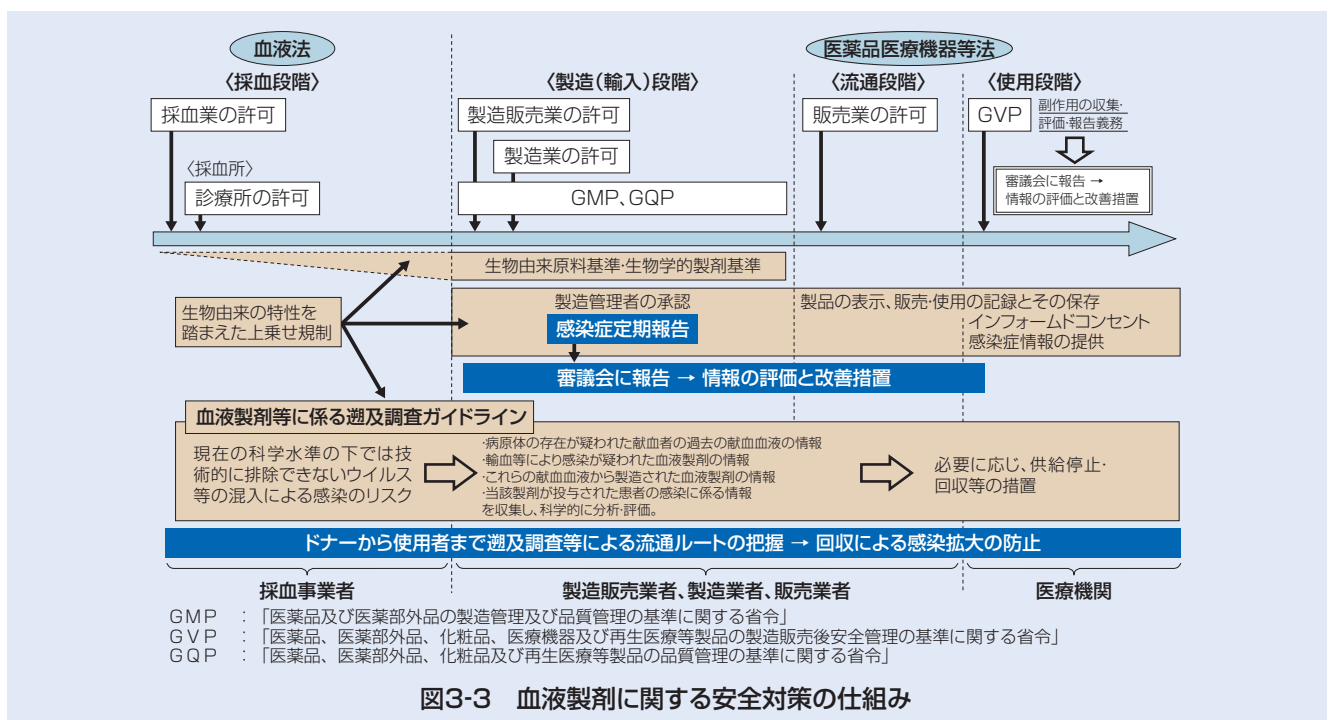 血液法
医薬品医療機器等法
〈採血段階〉
〈製造（輸入）段階〉
〈流通段階〉
〈使用段階〉
採血業の許可
製造販売業の許可
販売業の許可
GVP
副作用の収集・
評価・報告義務
製造業の許可
〈採血所〉
診療所の許可
GMP、GQP
審議会に報告 →
情報の評価と改善措置
生物由来原料基準・生物学的製剤基準
生物由来の特性を
踏まえた上乗せ規制
製造管理者の承認
製品の表示、販売・使用の記録とその保存
インフォームドコンセント
感染症情報の提供
感染症定期報告
審議会に報告 → 情報の評価と改善措置
血液製剤等に係る遡及調査ガイドライン
現在の科学水準の下では技
術的に排除できないウイルス
等の混入による感染のリスク
・病原体の存在が疑われた献血者の過去の献血血液の情報
・輸血等により感染が疑われた血液製剤の情報
・これらの献血血液から製造された血液製剤の情報
・当該製剤が投与された患者の感染に係る情報
を収集し、科学的に分析・評価。
必要に応じ、供給停止・
回収等の措置
ドナーから使用者まで遡及調査等による流通ルートの把握 → 回収による感染拡大の防止
採血事業者
製造販売業者、製造業者、販売業者
医療機関
GMP ：「医薬品及び医薬部外品の製造管理及び品質管理の基準に関する省令」
GVP ：「医薬品、医薬部外品、化粧品、医療機器及び再生医療等製品の製造販売後安全管理の基準に関する省令」
GQP ：「医薬品、医薬部外品、化粧品及び再生医療等製品の品質管理の基準に関する省令」
図3-3 血液製剤に関する安全対策の仕組み